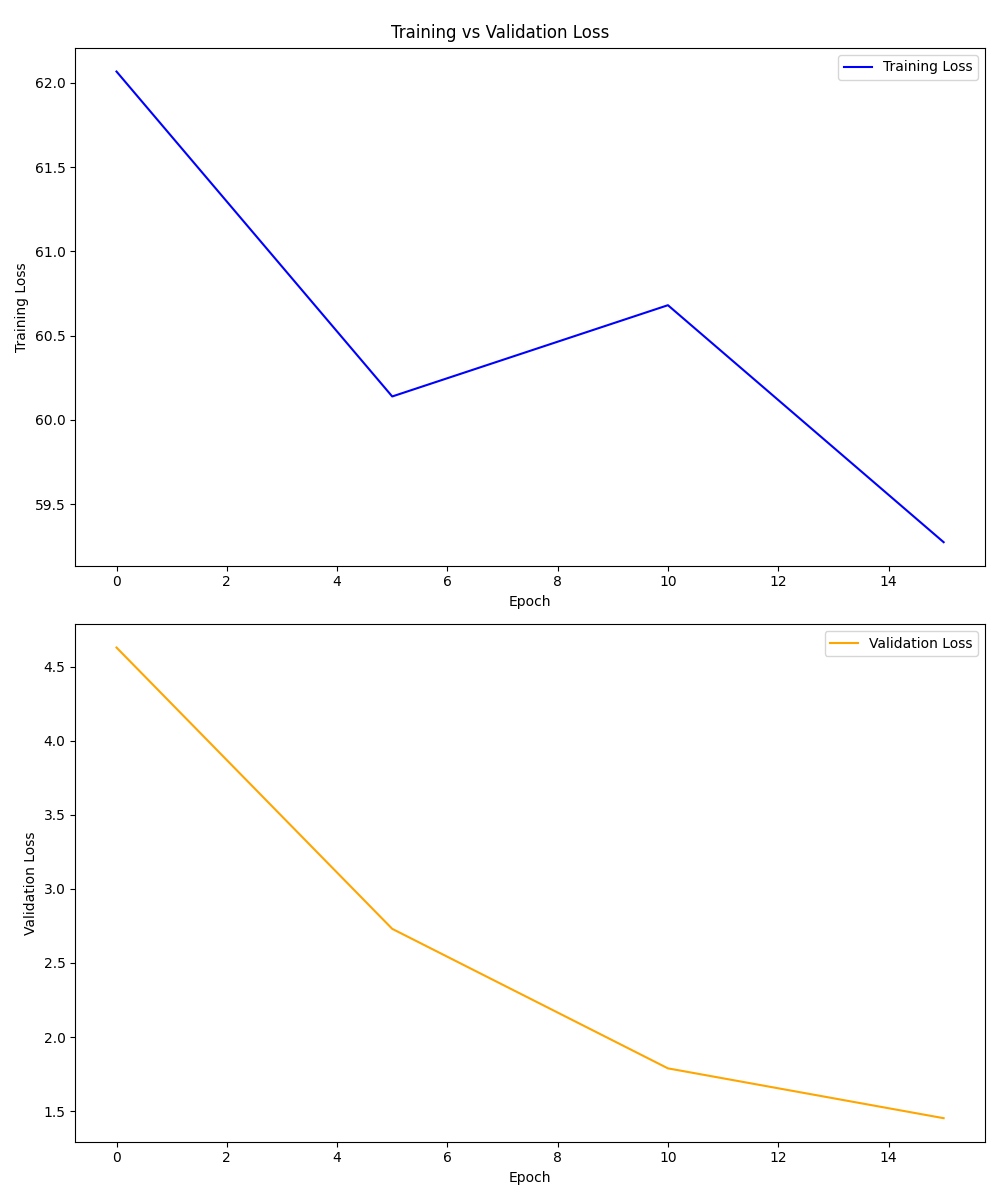 Training vs Validation Loss
Training Loss
62.0
61.5
61.0
60.5
60.0
59.5
Training Loss
0 2 4 6 8 10 12 14
Epoch
Validation Loss
4.5
4.0
3.5
3.0
2.5
2.0
1.5
Validation Loss
0 2 4 6 8 10 12 14
Epoch